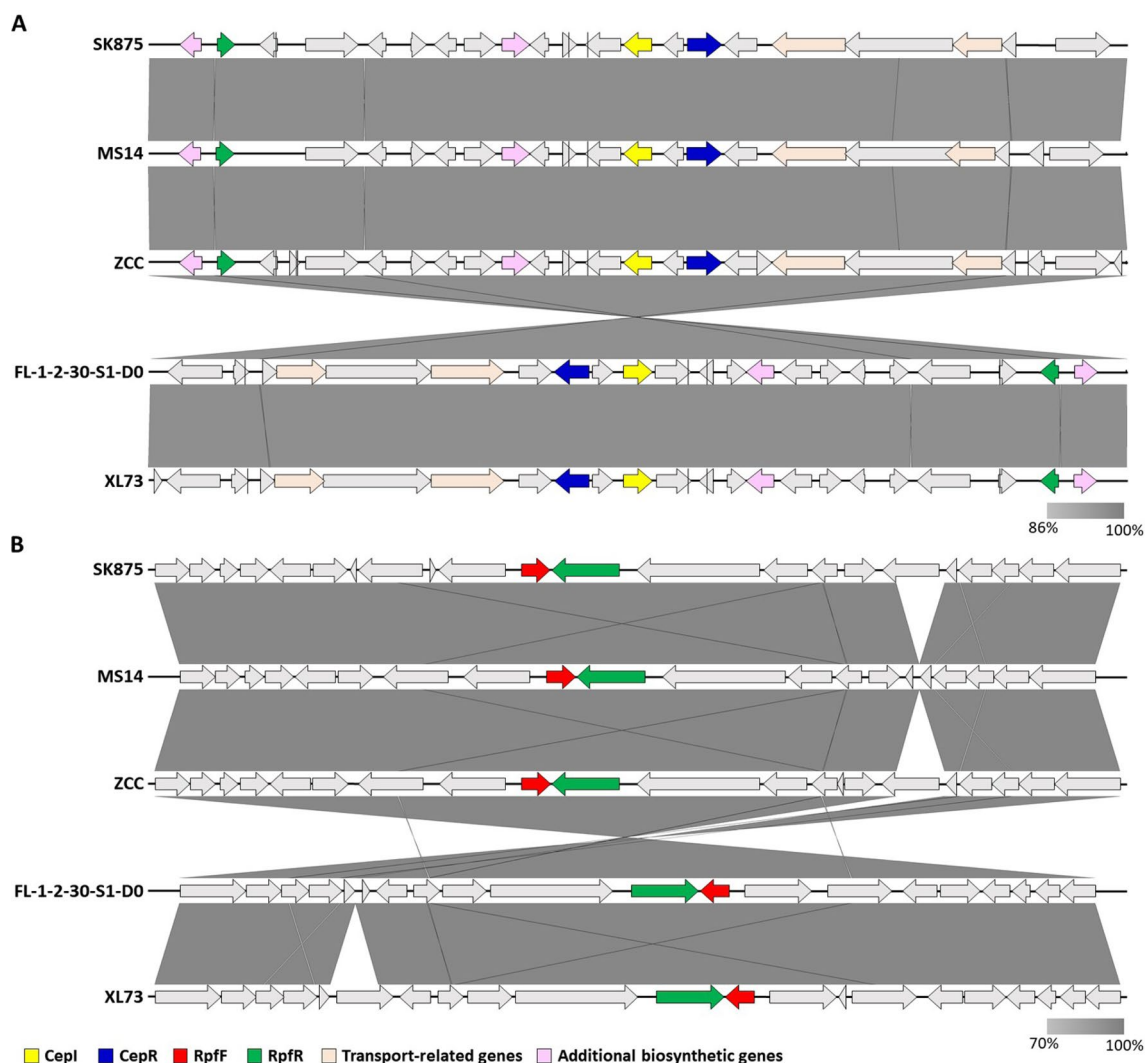 A
SK875
MS14
ZCC
FL-1-2-30-S1-D0
XL73
86% 100%
B
SK875
MS14
ZCC
FL-1-2-30-S1-D0
XL73
70% 100%
CepI CepR RpfF RpfR Transport-related genes Additional biosynthetic genes